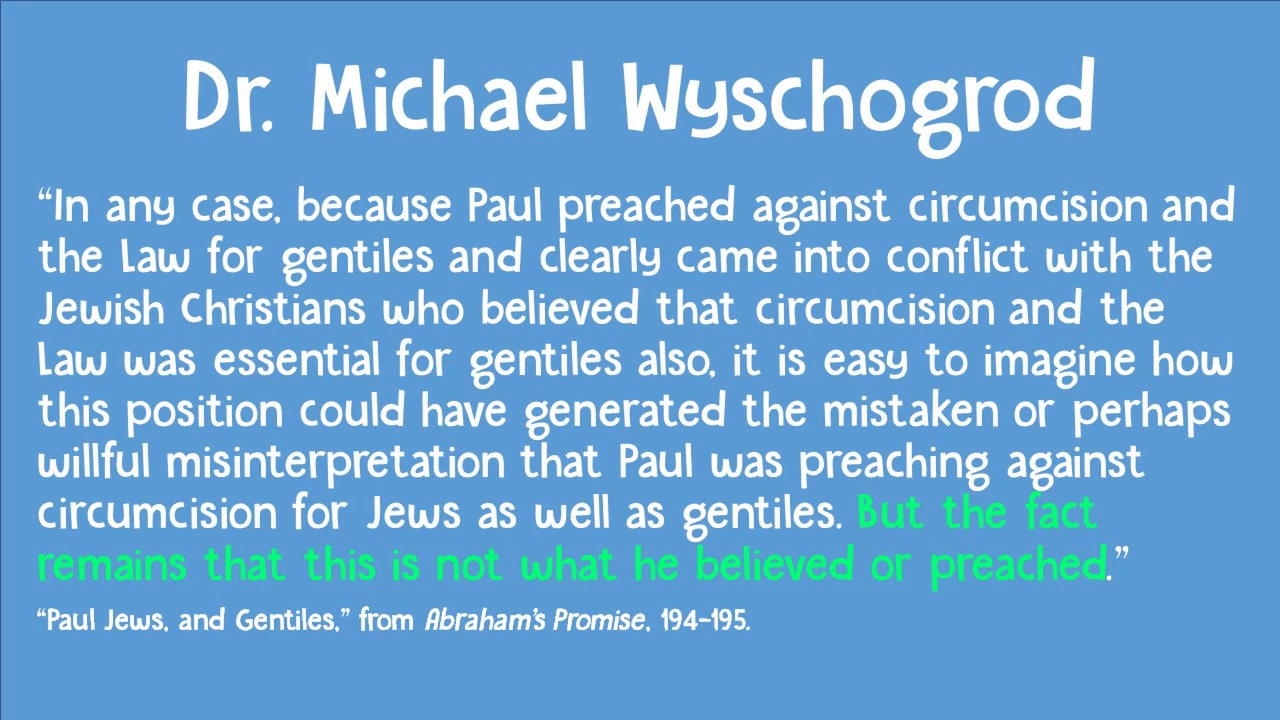 Dr. Michael Wyschogrod
“In any case, because Paul preached against circumcision and
the Law for gentiles and clearly came into conflict with the
Jewish Christians who believed that circumcision and the
Law was essential for gentiles also, it is easy to imagine how
this position could have generated the mistaken or perhaps
willful misinterpretation that Paul was preaching against
circumcision for Jews as well as gentiles. But the fact
remains that this is not what he believed or preached.”
“Paul Jews, and Gentiles,” from Abraham’s Promise, 194-195.